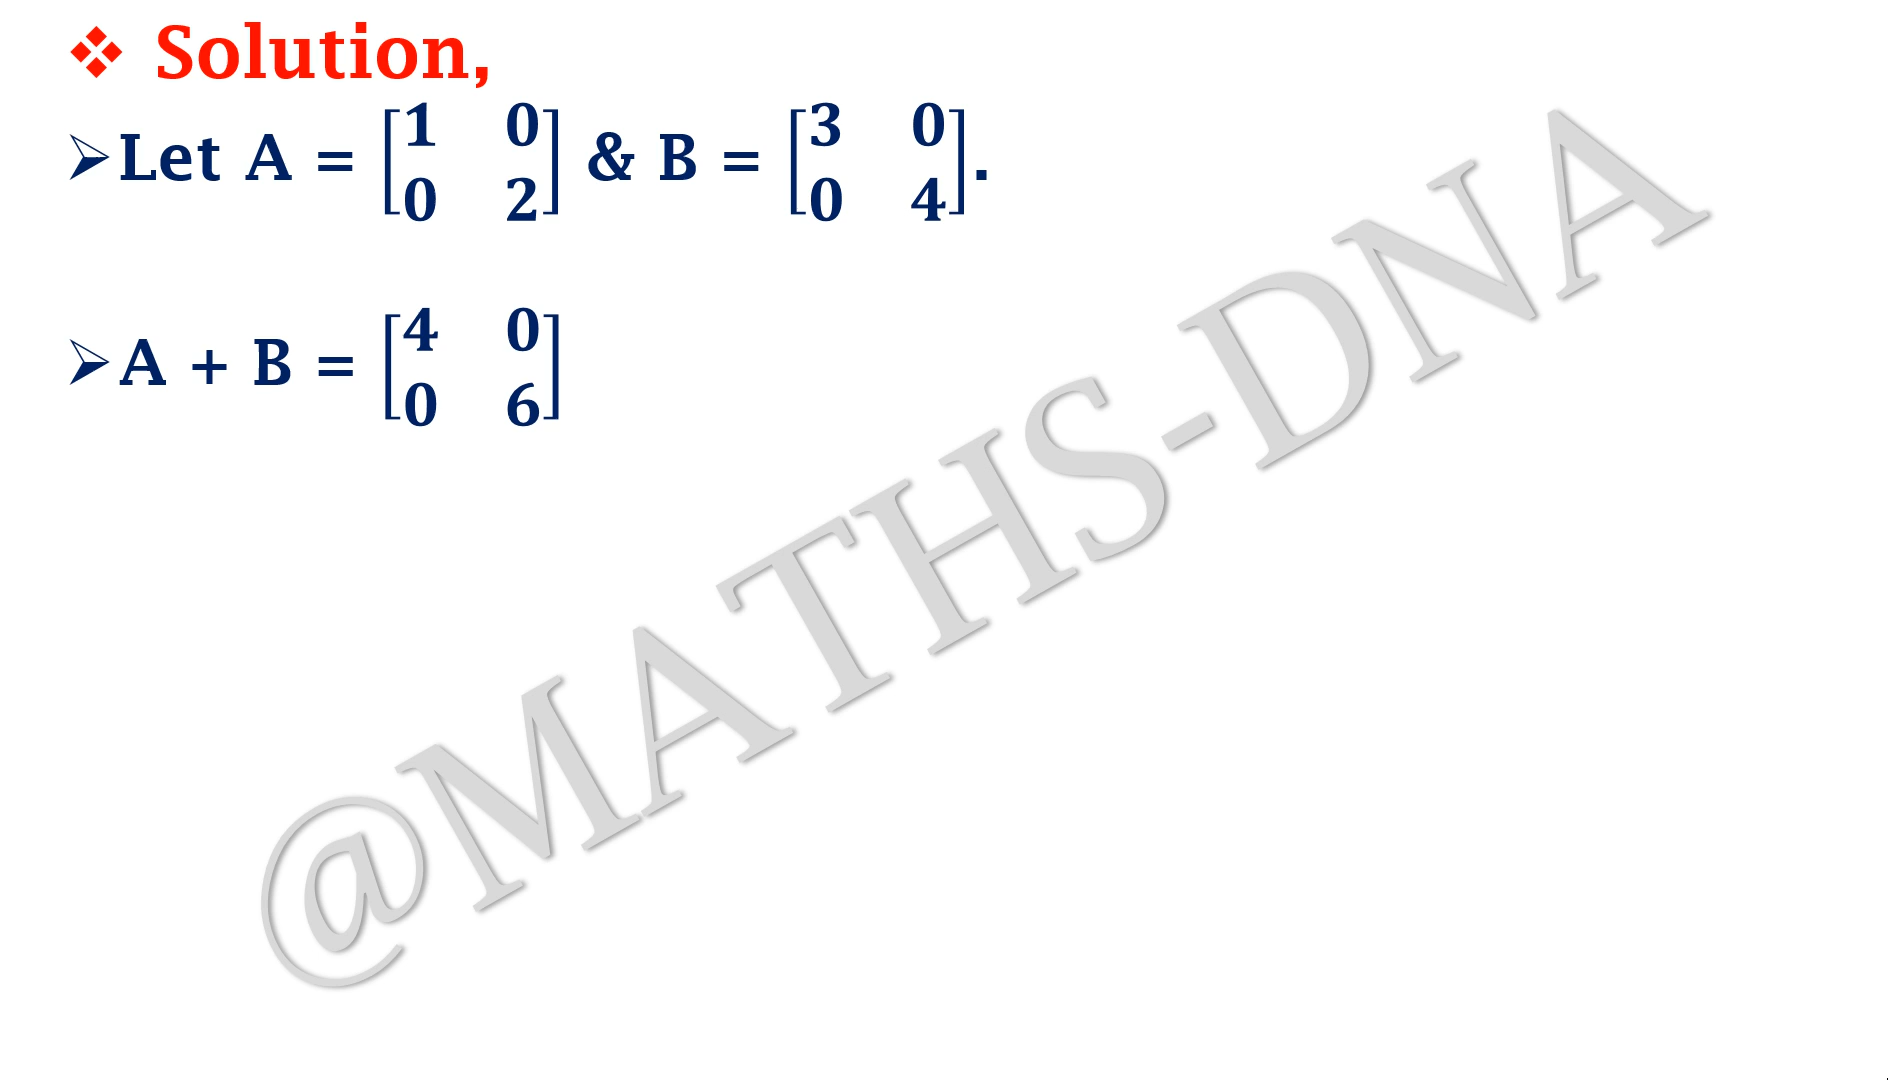 ❖ Solution,
➢Let A = [1 0
0 2] & B = [3 0
0 4].
➢A + B = [4 0
0 6]
@MATHS-DNA